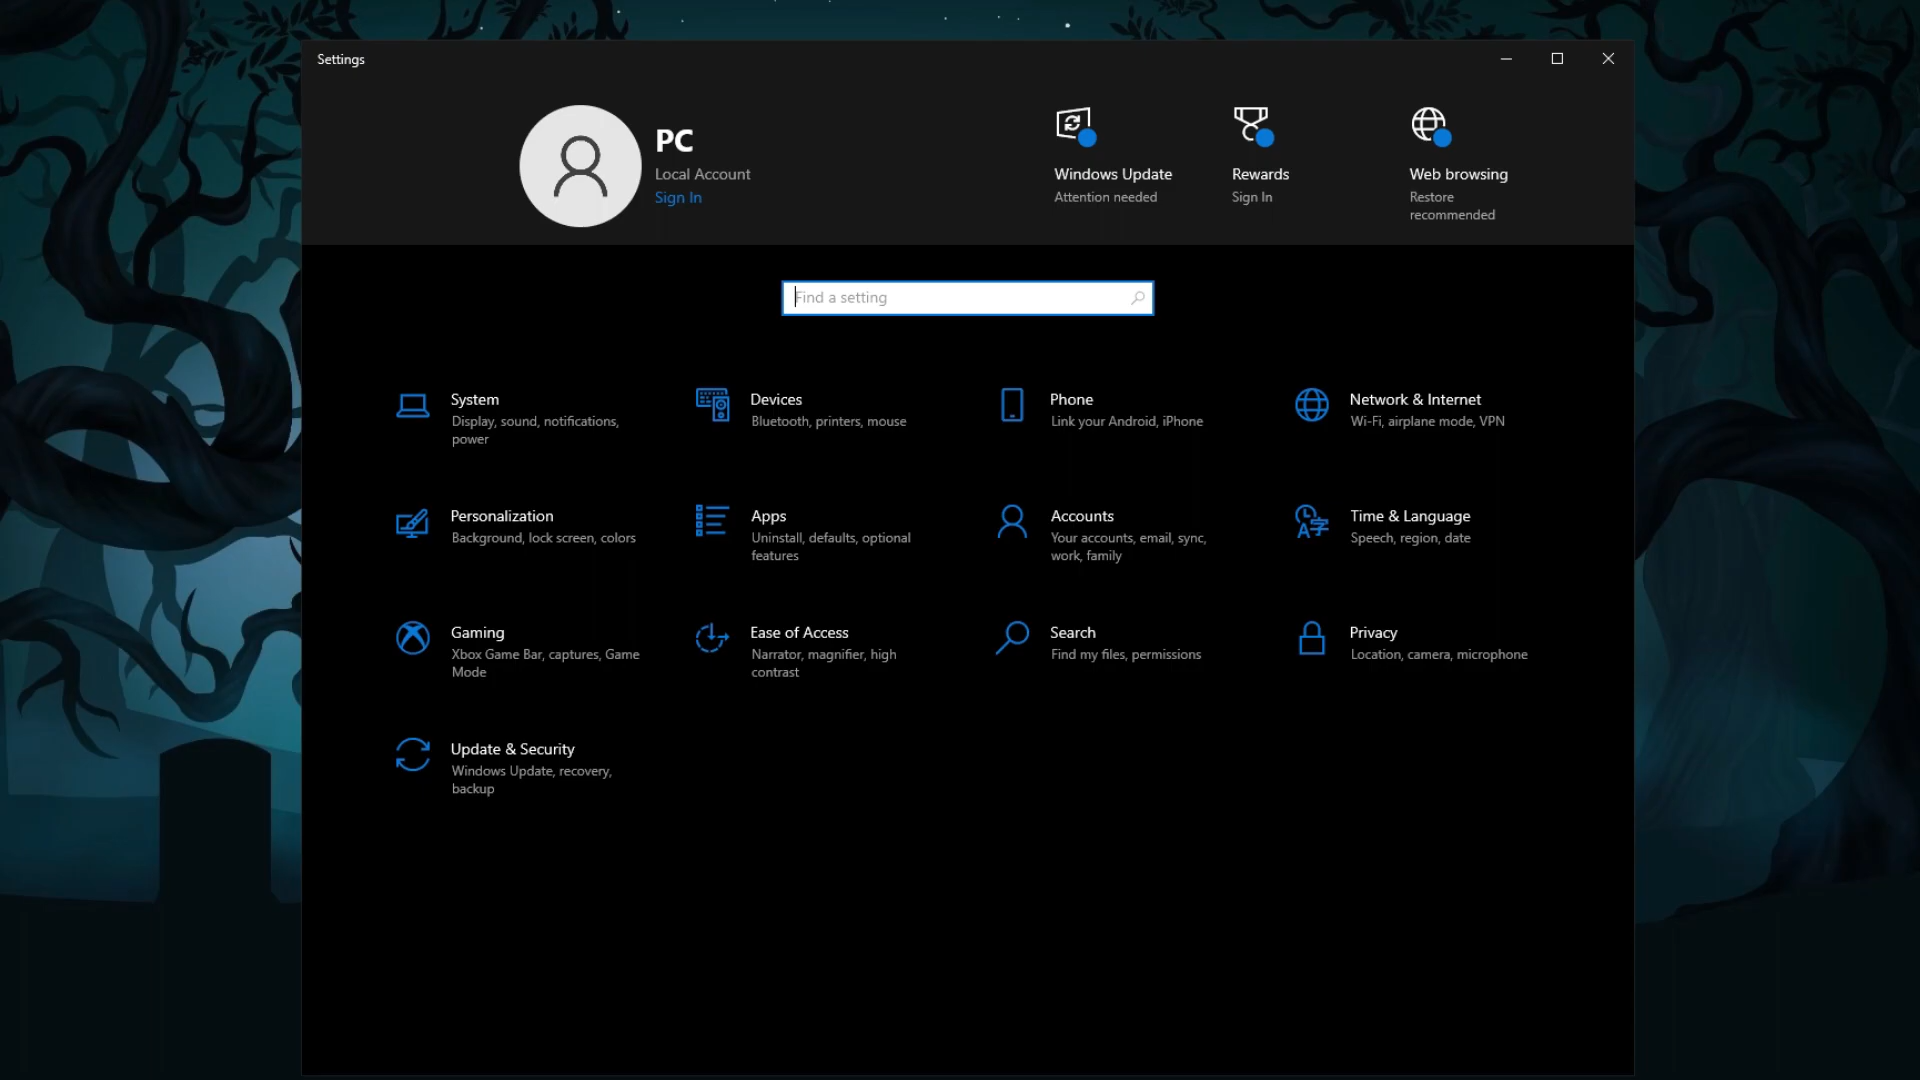 Settings
PC
Local Account
Sign In
Windows Update
Attention needed
Rewards
Sign In
Web browsing
Restore
recommended
Find a setting
System
Display, sound, notifications,
power
Devices
Bluetooth, printers, mouse
Phone
Link your Android, iPhone
Network & Internet
Wi-Fi, airplane mode, VPN
Personalization
Background, lock screen, colors
Apps
Uninstall, defaults, optional
features
Accounts
Your accounts, email, sync,
work, family
Time & Language
Speech, region, date
Gaming
Xbox Game Bar, captures, Game
Mode
Ease of Access
Narrator, magnifier, high
contrast
Search
Find my files, permissions
Privacy
Location, camera, microphone
Update & Security
Windows Update, recovery,
backup